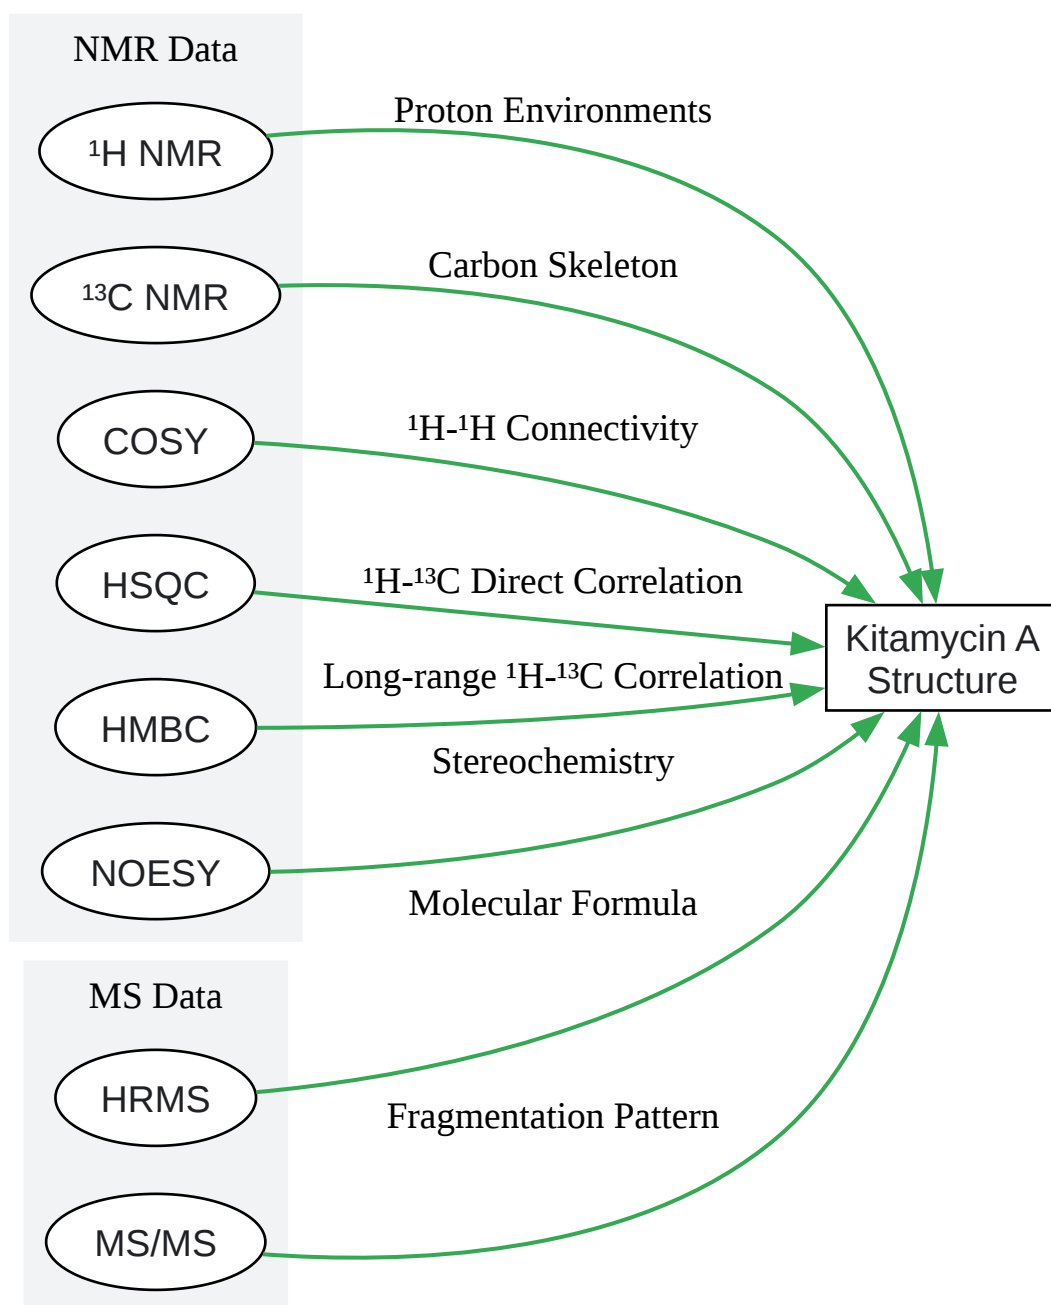 NMR Data
¹H NMR
Proton Environments
¹³C NMR
Carbon Skeleton
COSY
¹H-¹H Connectivity
HSQC
¹H-¹³C Direct Correlation
Kitamycin A
Structure
HMBC
Long-range ¹H-¹³C Correlation
NOESY
Stereochemistry
MS Data
HRMS
Molecular Formula
MS/MS
Fragmentation Pattern